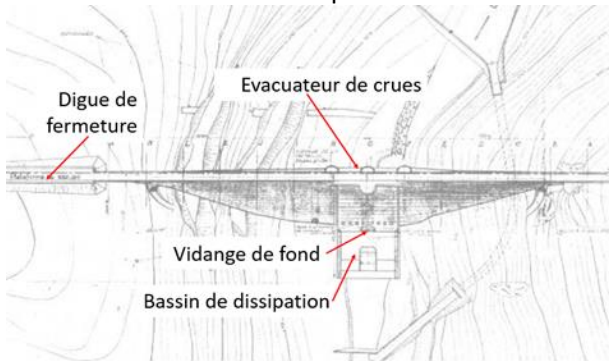 Evacuateur de crues
Digue de
fermeture
Vidange de fond
Bassin de dissipation